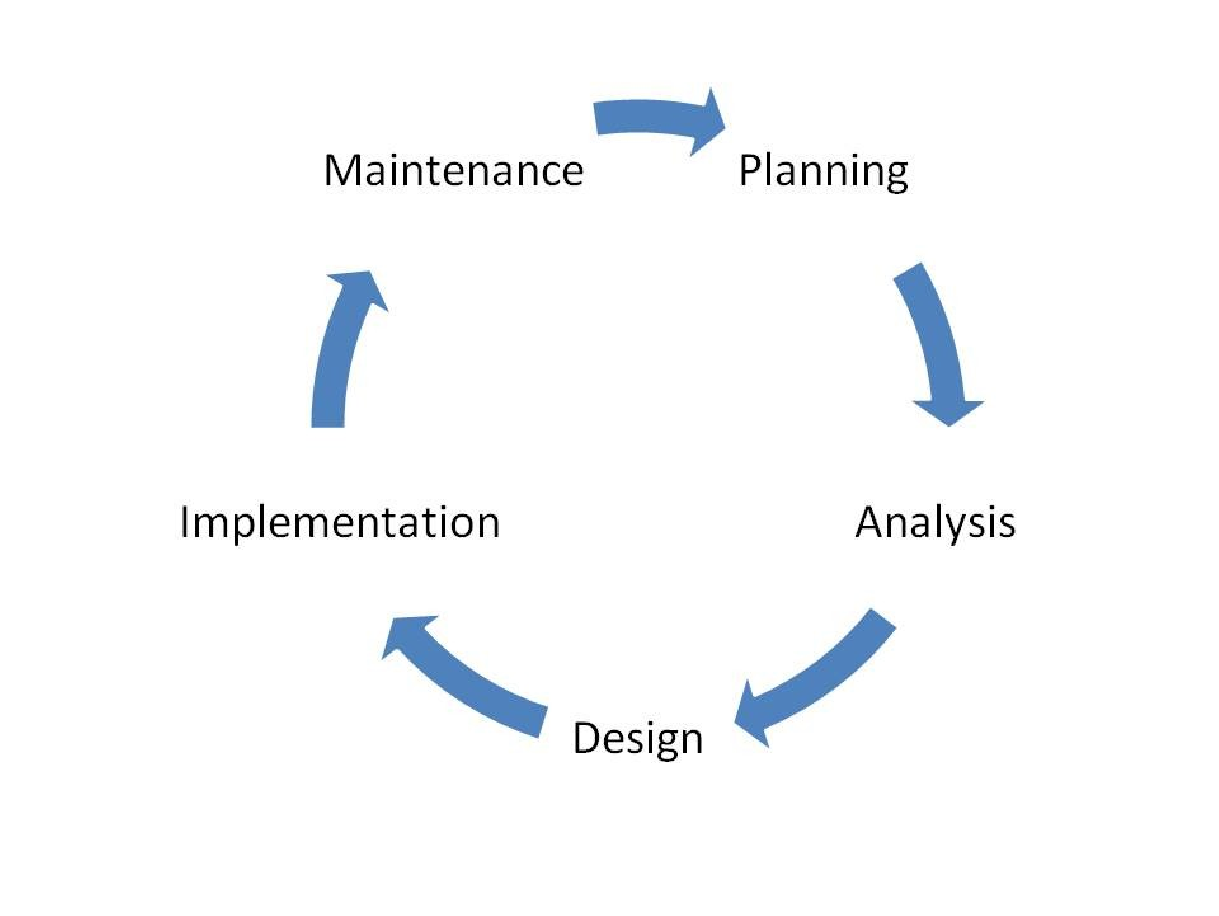 Maintenance Planning
Implementation Analysis
Design